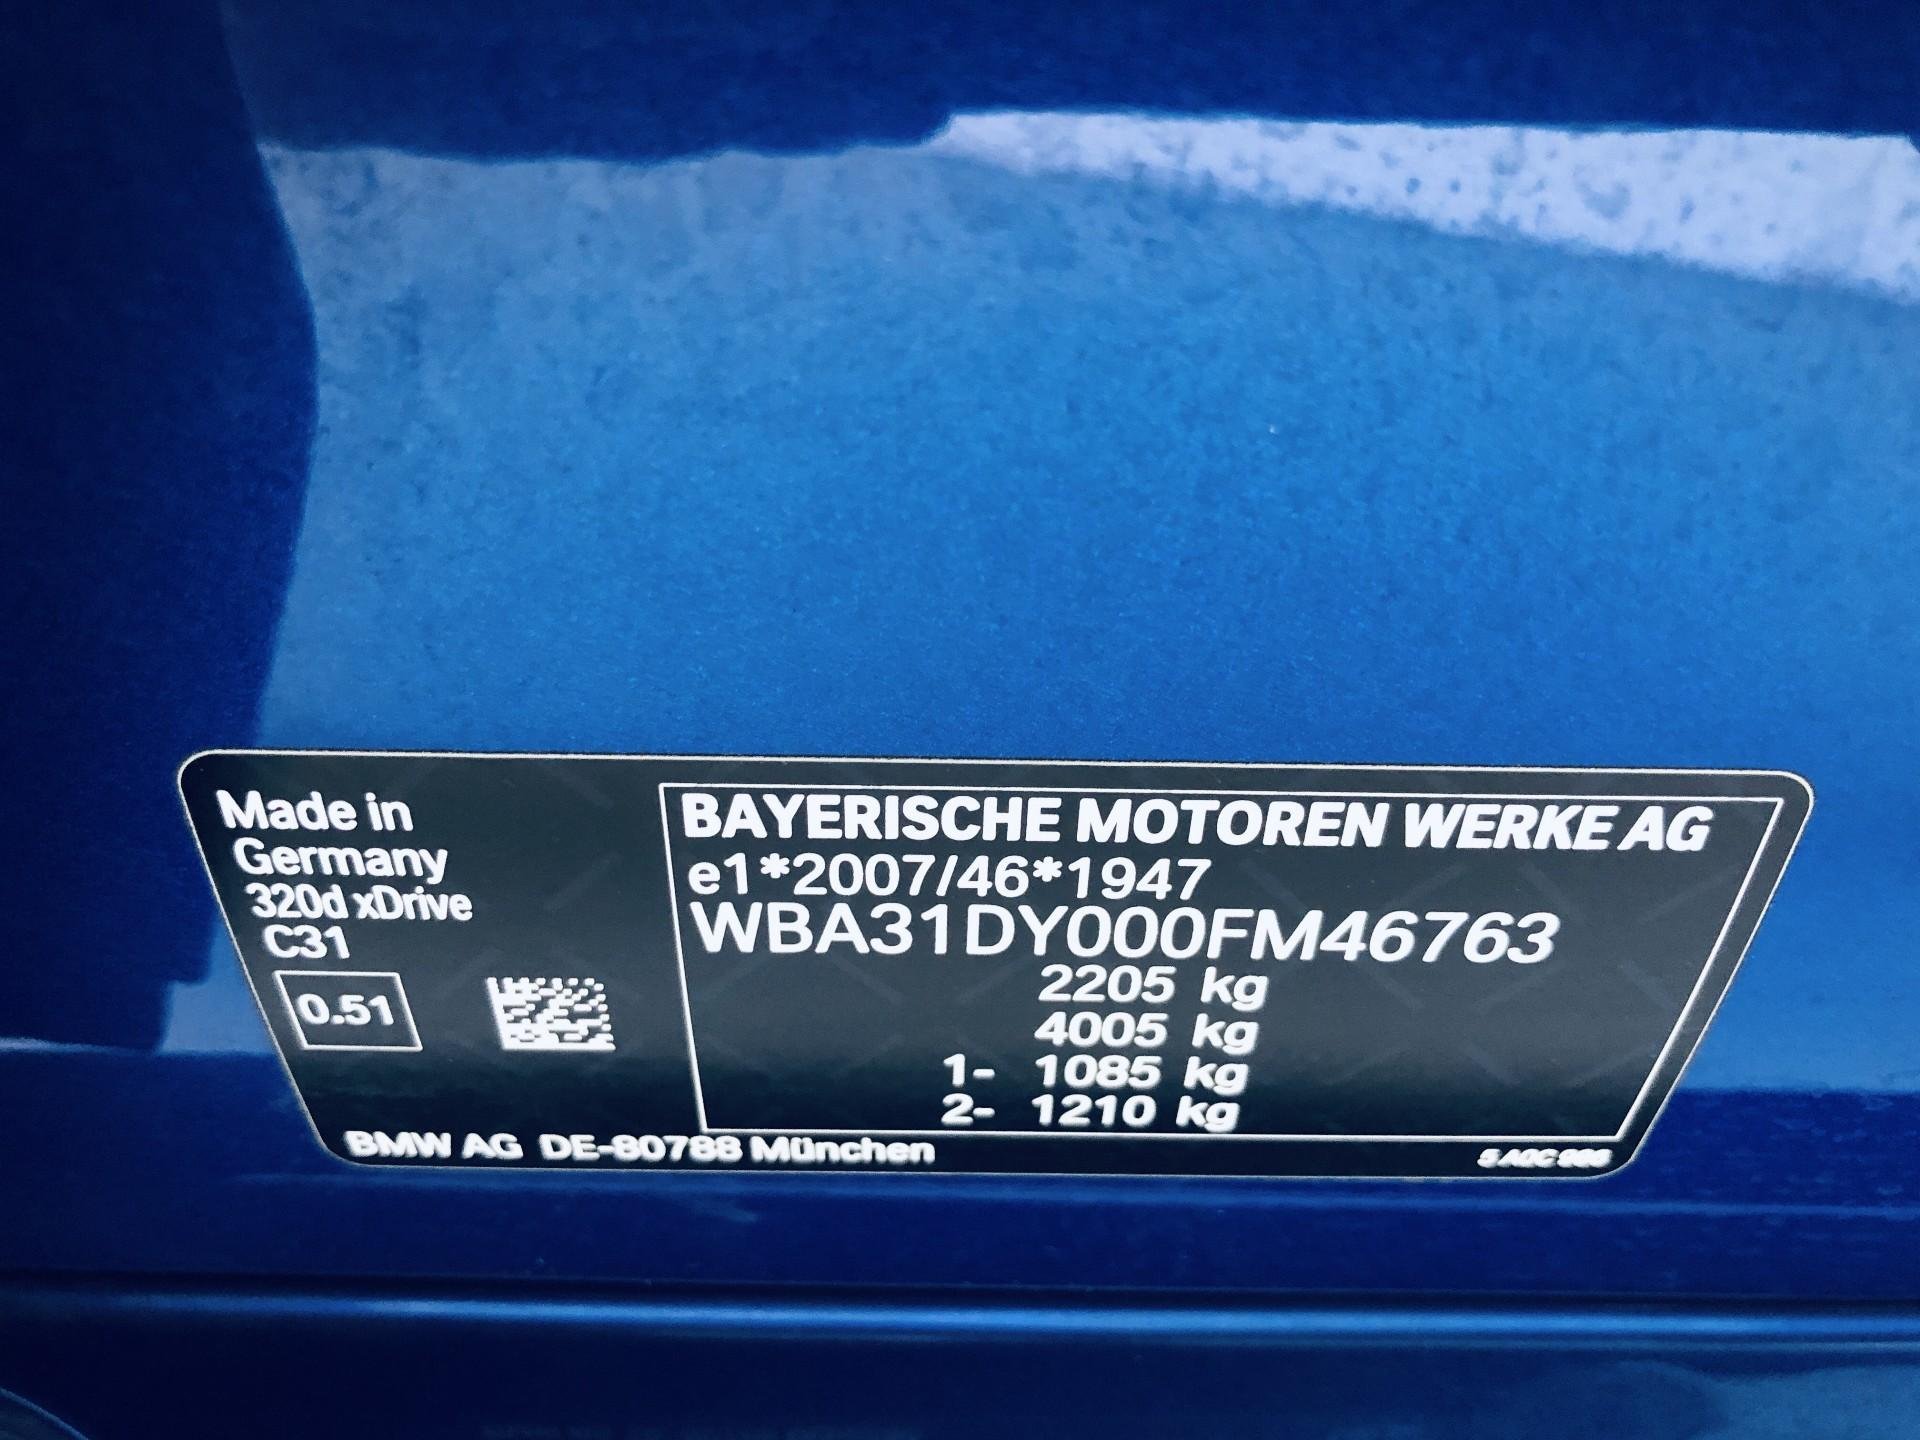 Made in
Germany
320d xDrive
C31
0.51
BAYERISCHE MOTOREN WERKE AG
e1*2007/46*1947
WBA31DY000FM46763
2205 kg
4005 kg
1- 1085 kg
2- 1210 kg
BMW AG DE-80788 München